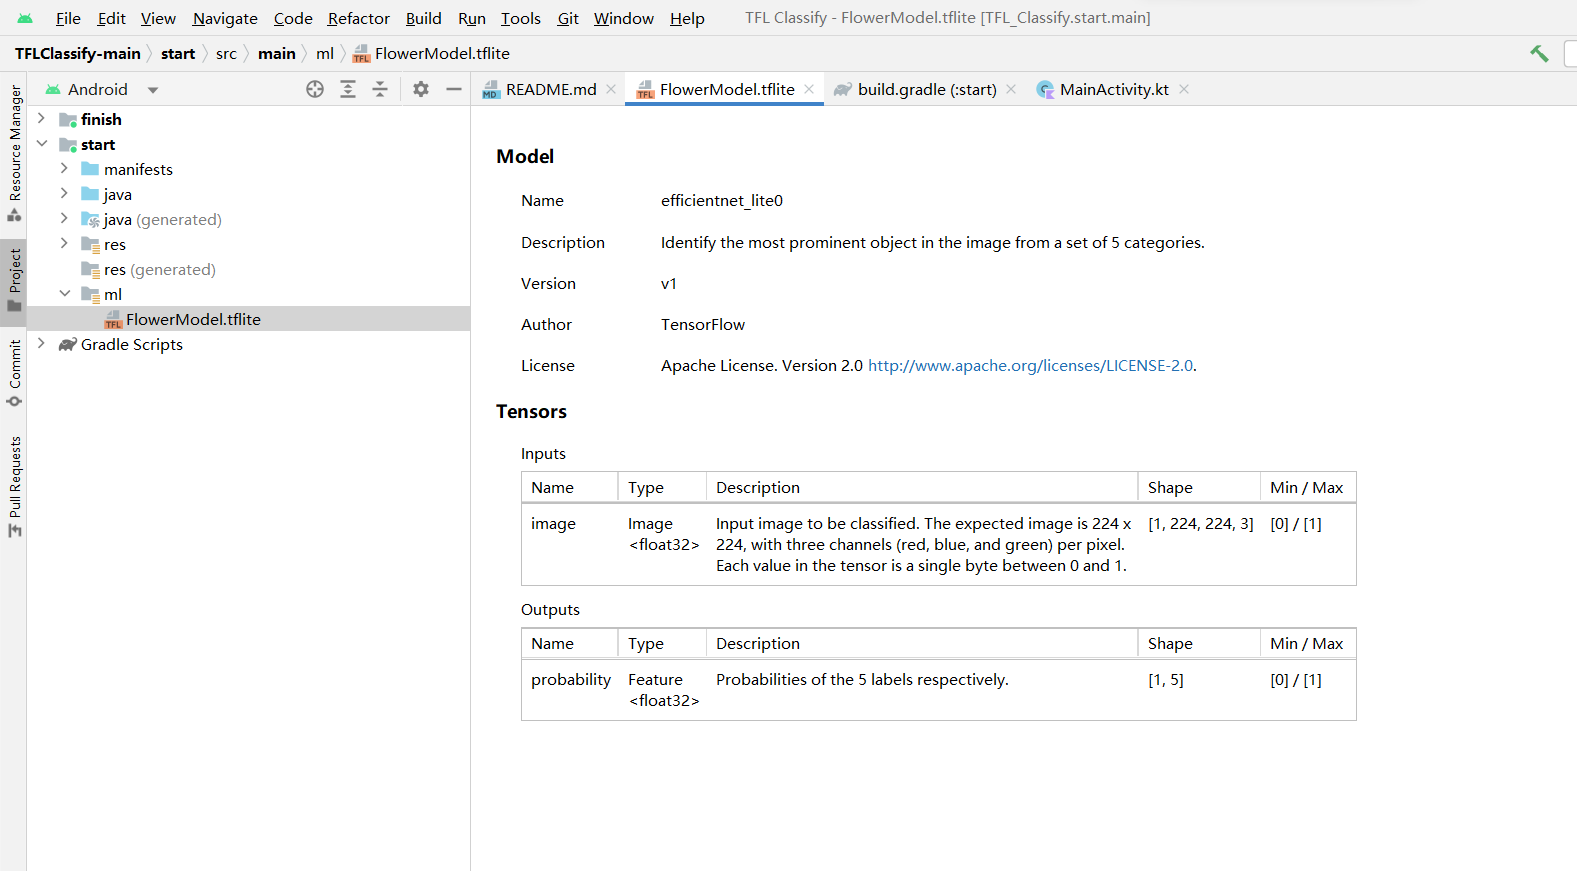 File Edit View Navigate Code Refactor Build Run Tools Git Window Help TFL Classify - FlowerModel.tflite [TFL_Classify.start.main]
TFLClassify-main start src main ml TFL FlowerModel.tflite
Resource Manager
Project
Commit
Pull Requests
Android
finish
start
manifests
java
java (generated)
res
res (generated)
ml
TFL FlowerModel.tflite
Gradle Scripts
MD README.md TFL FlowerModel.tflite build.gradle (:start) MainActivity.kt
Model
Name efficientnet_lite0
Description Identify the most prominent object in the image from a set of 5 categories.
Version v1
Author TensorFlow
License Apache License. Version 2.0 http://www.apache.org/licenses/LICENSE-2.0.
Tensors
Inputs
Name Type Description Shape Min / Max
image Image Input image to be classified. The expected image is 224 x [1, 224, 224, 3] [0] / [1]
<float32> 224, with three channels (red, blue, and green) per pixel.
Each value in the tensor is a single byte between 0 and 1.
Outputs
Name Type Description Shape Min / Max
probability Feature Probabilities of the 5 labels respectively. [1, 5] [0] / [1]
<float32>